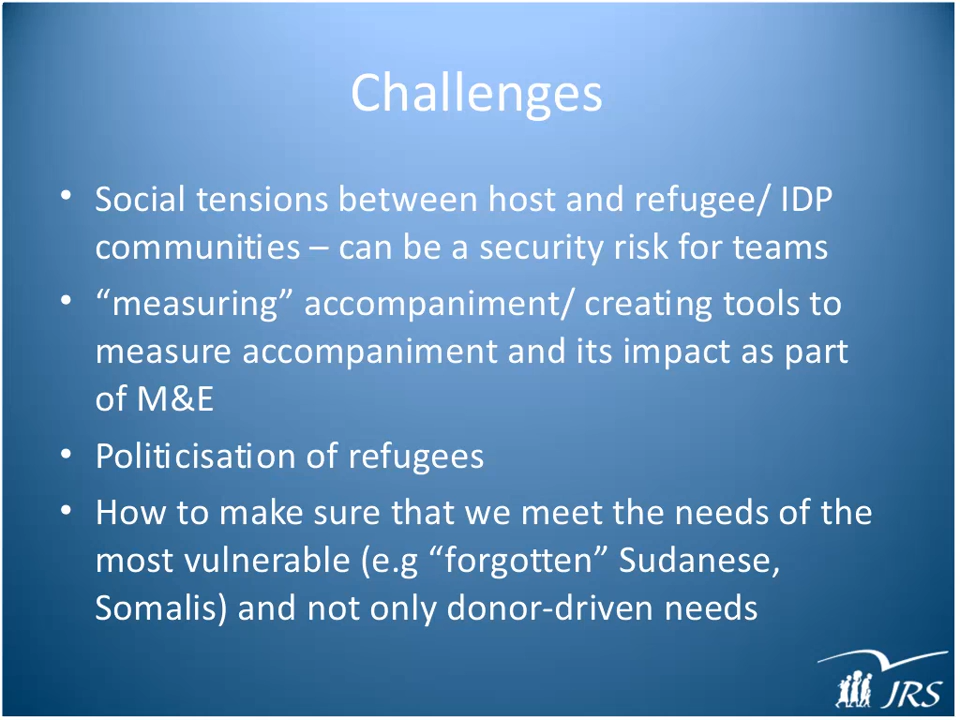 Challenges
• Social tensions between host and refugee/ IDP
communities – can be a security risk for teams
• “measuring” accompaniment/ creating tools to
measure accompaniment and its impact as part
of M&E
• Politicisation of refugees
• How to make sure that we meet the needs of the
most vulnerable (e.g “forgotten” Sudanese,
Somalis) and not only donor-driven needs
JRS